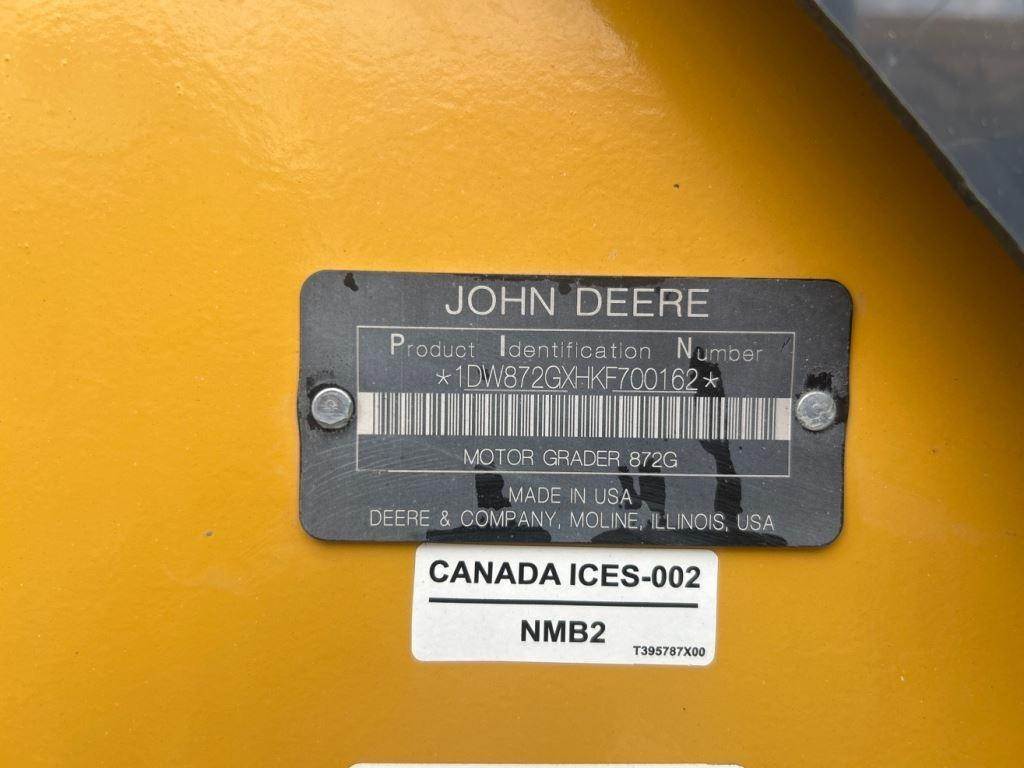 JOHN DEERE
Product Identification Number
*1DW872GXHKF700162*
MOTOR GRADER 872G
MADE IN USA
DEERE & COMPANY, MOLINE, ILLINOIS, USA
CANADA ICES-002
NMB2
T395787X00